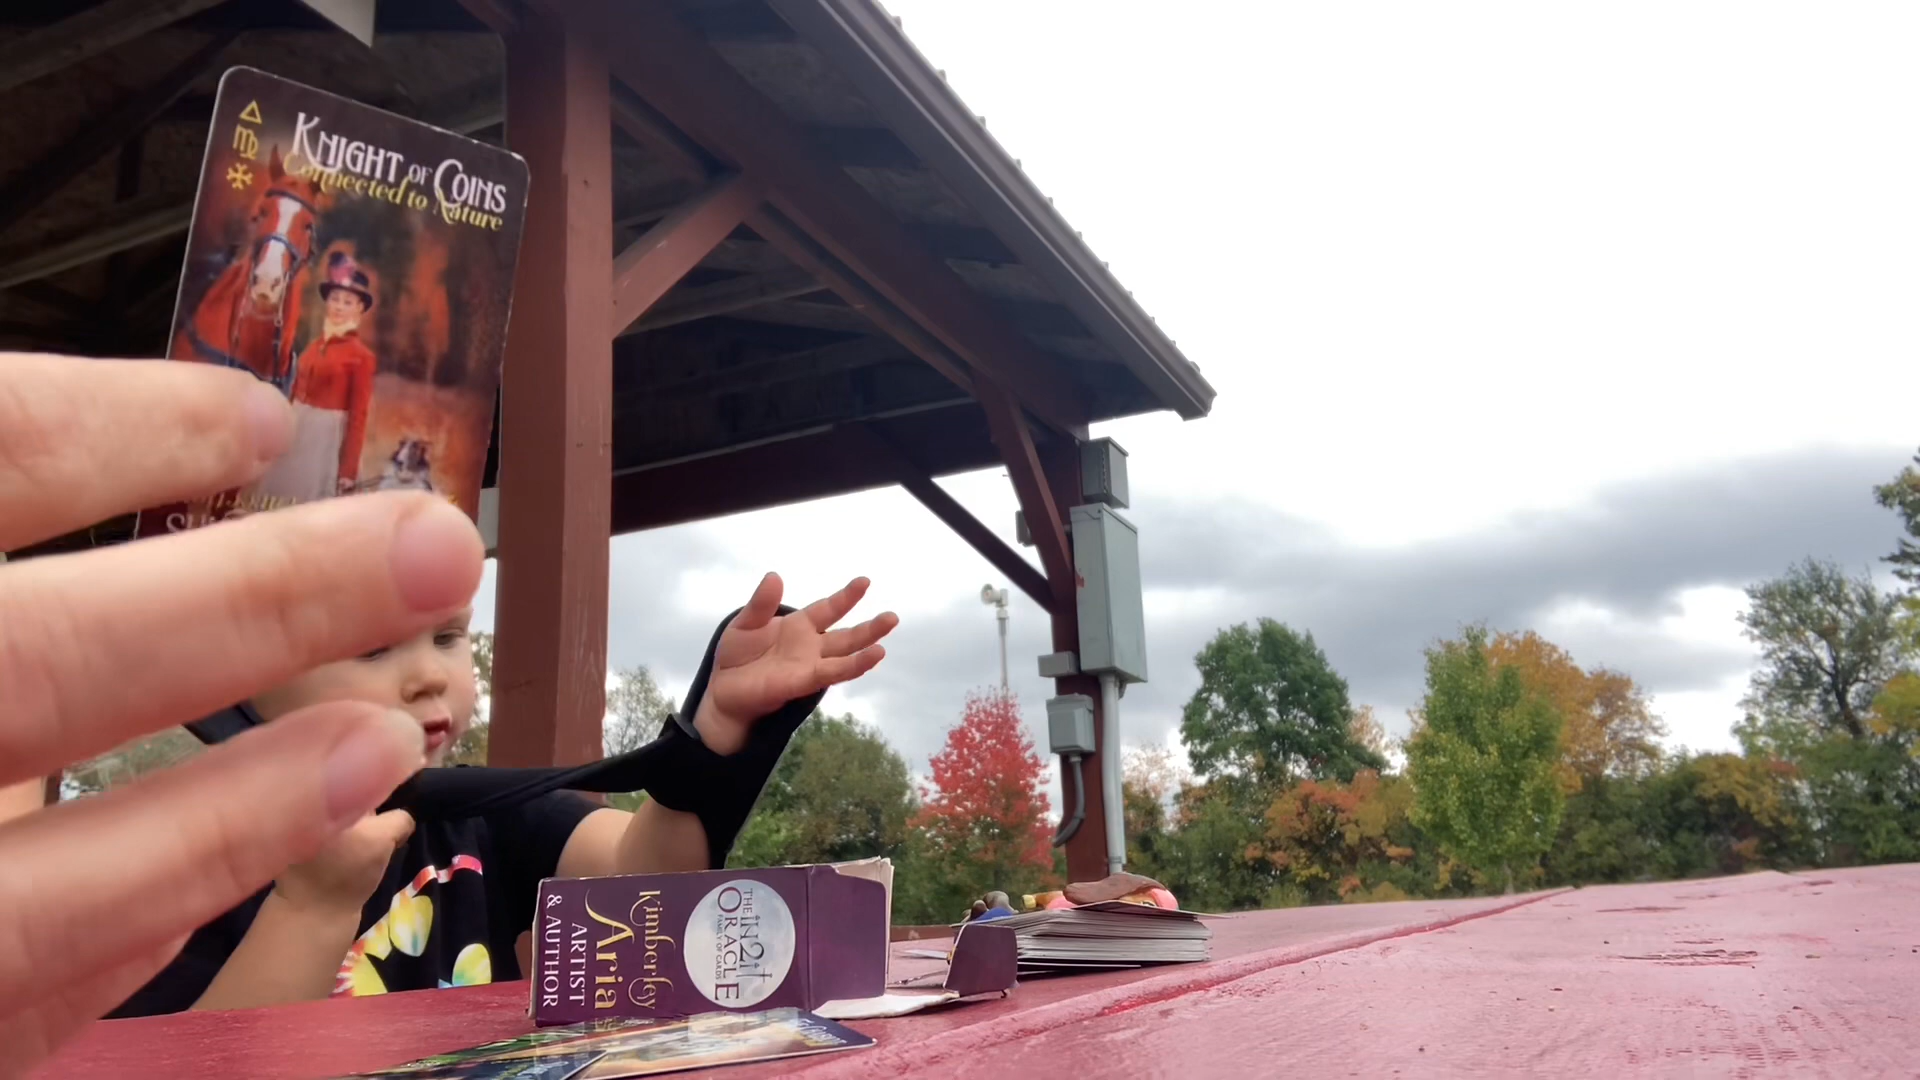 KNIGHT OF COINS
Connected to Nature
THE
IN2IT
ORACLE
FAMILY OF CARDS
Kimberley
Aria
ARTIST
& AUTHOR